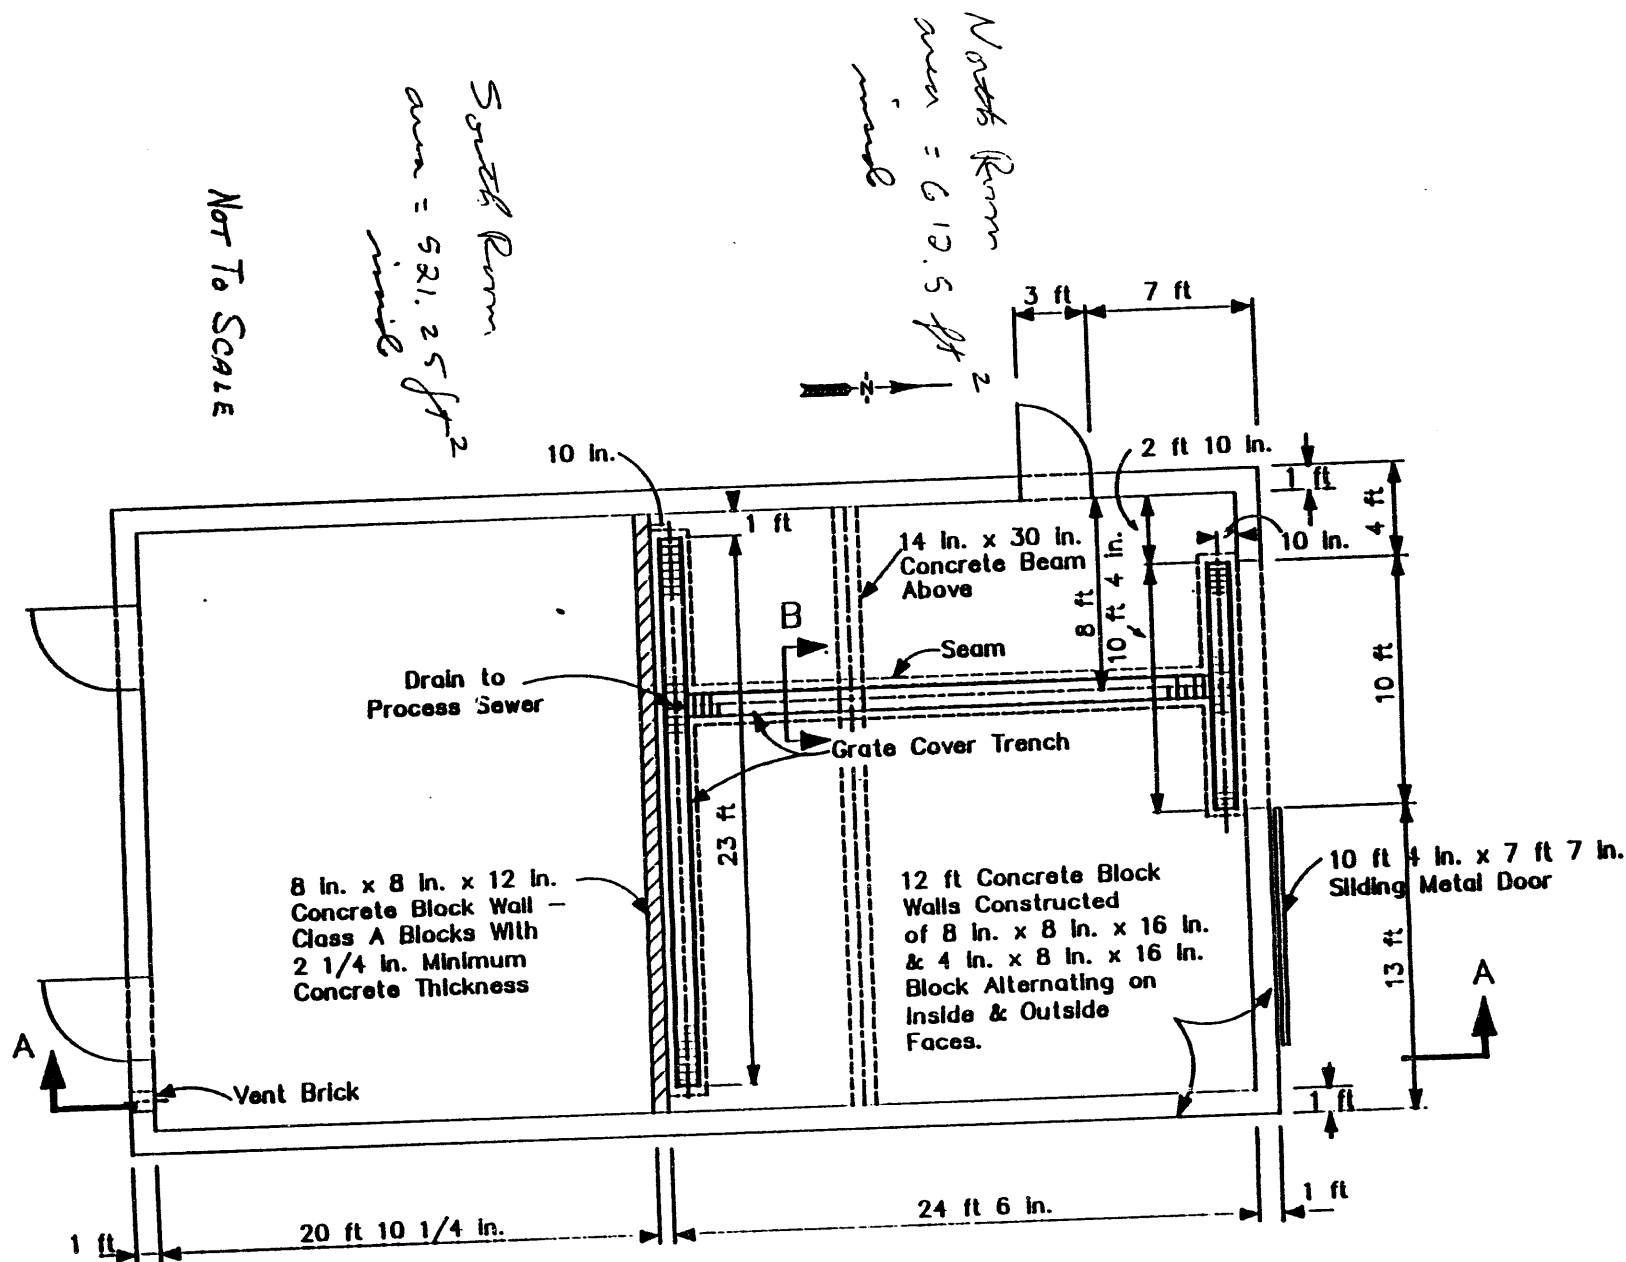 North Room
area = 612.5 ft 2
inside
South Room
area = 521.25 ft 2
inside
NOT TO SCALE
3 ft
7 ft
N
10 in.
2 ft 10 in.
1 ft
4 ft
1 ft
14 in. x 30 in.
Concrete Beam
Above
10 in.
8 ft
10 ft 4 in.
B
Seam
10 ft
Drain to
Process Sewer
Grate Cover Trench
23 ft
8 in. x 8 in. x 12 in.
Concrete Block Wall –
Class A Blocks With
2 1/4 in. Minimum
Concrete Thickness
12 ft Concrete Block
Walls Constructed
of 8 in. x 8 in. x 16 in.
& 4 in. x 8 in. x 16 in.
Block Alternating on
Inside & Outside
Faces.
10 ft 4 in. x 7 ft 7 in.
Sliding Metal Door
13 ft
A
A
Vent Brick
1 ft
1 ft
20 ft 10 1/4 in.
24 ft 6 in.
1 ft